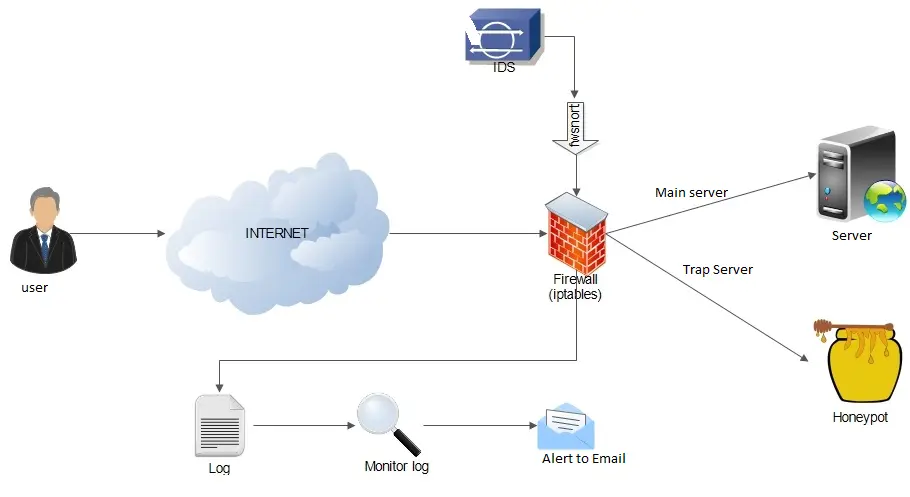 IDS
fwsnort
Main server
INTERNET
Server
Trap Server
user
Firewall
(iptables)
Honeypot
Log
Monitor log
Alert to Email